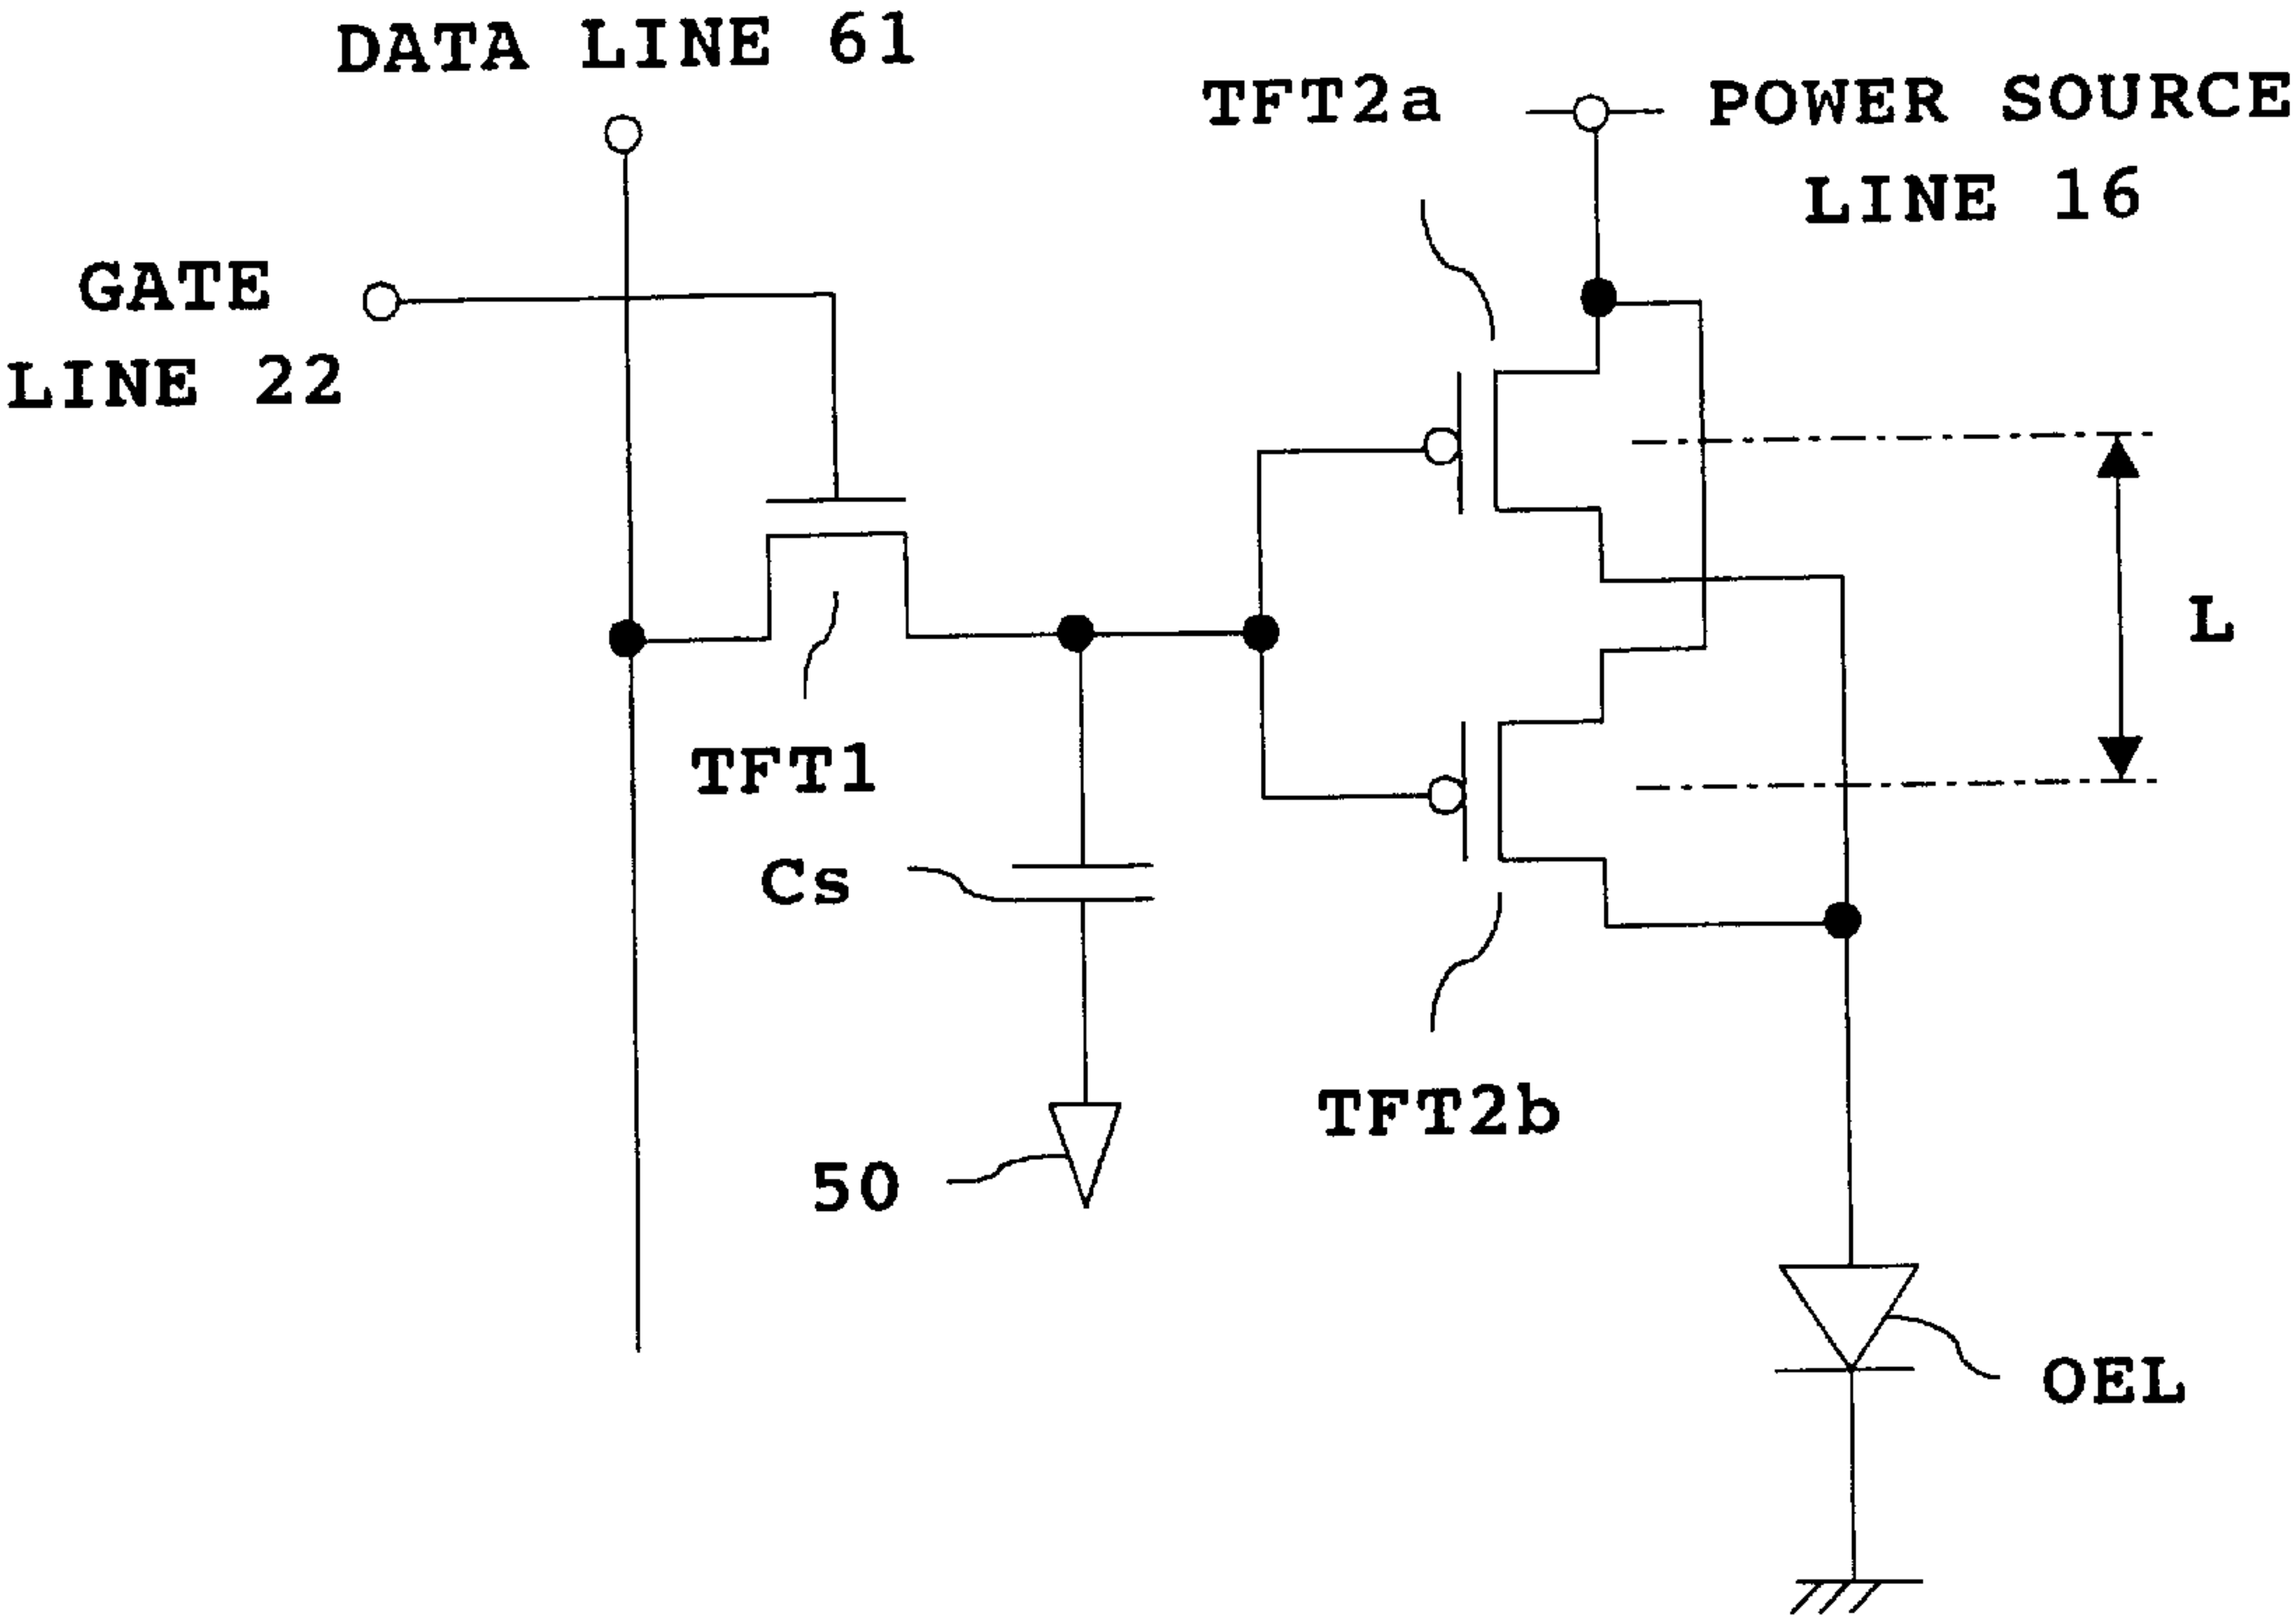 DATA LINE 61
TFT2a
POWER SOURCE
LINE 16
GATE
LINE 22
L
TFT1
Cs
TFT2b
50
OEL